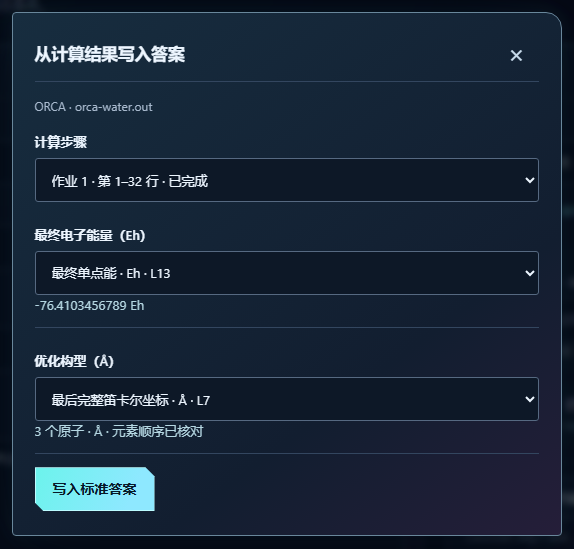 从计算结果写入答案
ORCA · orca-water.out
计算步骤
作业 1 · 第 1–32 行 · 已完成
最终电子能量（Eh）
最终单点能 · Eh · L13
-76.4103456789 Eh
优化构型（Å）
最后完整笛卡尔坐标 · Å · L7
3 个原子 · Å · 元素顺序已核对
写入标准答案